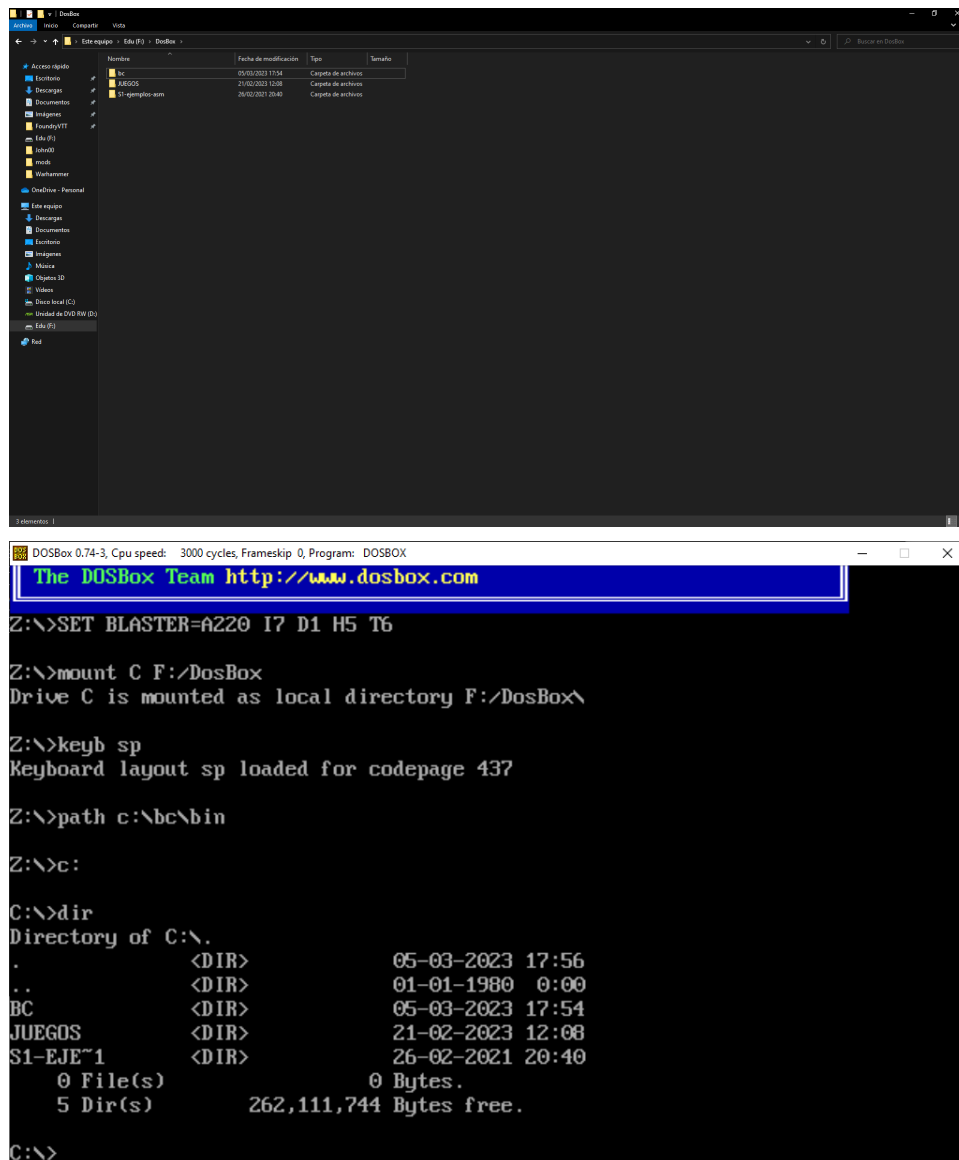 DosBox
Archivo Inicio Compartir Vista
Este equipo › Edu (F:) › DosBox ›
Buscar en DosBox
Nombre Fecha de modificación Tipo Tamaño
bc 05/03/2023 17:54 Carpeta de archivos
JUEGOS 21/02/2023 12:08 Carpeta de archivos
S1-ejemplos-asm 26/02/2021 20:40 Carpeta de archivos
Acceso rápido
Escritorio
Descargas
Documentos
Imágenes
FoundryVTT
Edu (F:)
John00
mods
Warhammer
OneDrive - Personal
Este equipo
Descargas
Documentos
Escritorio
Imágenes
Música
Objetos 3D
Vídeos
Disco local (C:)
Unidad de DVD RW (D:)
Edu (F:)
Red
3 elementos
DOSBox 0.74-3, Cpu speed: 3000 cycles, Frameskip 0, Program: DOSBOX
The DOSBox Team http://www.dosbox.com
Z:\>SET BLASTER=A220 I7 D1 H5 T6
Z:\>mount C F:/DosBox
Drive C is mounted as local directory F:/DosBox\
Z:\>keyb sp
Keyboard layout sp loaded for codepage 437
Z:\>path c:\bc\bin
Z:\>c:
C:\>dir
Directory of C:\.
. <DIR> 05-03-2023 17:56
.. <DIR> 01-01-1980 0:00
BC <DIR> 05-03-2023 17:54
JUEGOS <DIR> 21-02-2023 12:08
S1-EJE~1 <DIR> 26-02-2021 20:40
0 File(s) 0 Bytes.
5 Dir(s) 262,111,744 Bytes free.
C:\>